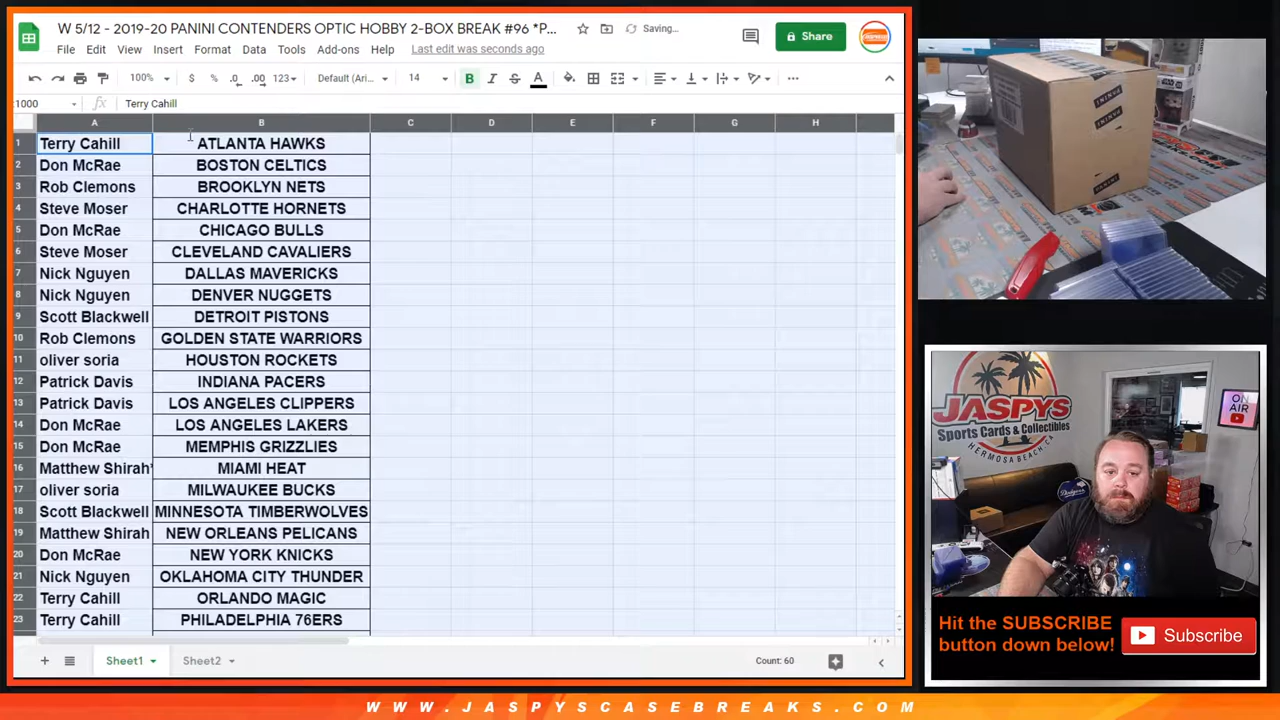 W 5/12 - 2019-20 PANINI CONTENDERS OPTIC HOBBY 2-BOX BREAK #96 *P...
Saving...
Share
File Edit View Insert Format Data Tools Add-ons Help Last edit was seconds ago
100% $ % .0 .00 123 Default (Ari... 14 B I S A
1000 fx Terry Cahill
A B C D E F G H
1 Terry Cahill ATLANTA HAWKS
2 Don McRae BOSTON CELTICS
3 Rob Clemons BROOKLYN NETS
4 Steve Moser CHARLOTTE HORNETS
5 Don McRae CHICAGO BULLS
6 Steve Moser CLEVELAND CAVALIERS
7 Nick Nguyen DALLAS MAVERICKS
8 Nick Nguyen DENVER NUGGETS
9 Scott Blackwell DETROIT PISTONS
10 Rob Clemons GOLDEN STATE WARRIORS
11 oliver soria HOUSTON ROCKETS
12 Patrick Davis INDIANA PACERS
13 Patrick Davis LOS ANGELES CLIPPERS
14 Don McRae LOS ANGELES LAKERS
15 Don McRae MEMPHIS GRIZZLIES
16 Matthew Shirah* MIAMI HEAT
17 oliver soria MILWAUKEE BUCKS
18 Scott Blackwell MINNESOTA TIMBERWOLVES
19 Matthew Shirah NEW ORLEANS PELICANS
20 Don McRae NEW YORK KNICKS
21 Nick Nguyen OKLAHOMA CITY THUNDER
22 Terry Cahill ORLANDO MAGIC
23 Terry Cahill PHILADELPHIA 76ERS
Sheet1 Sheet2 Count: 60
PANINI
PANINI
PANINI
JASPYS
Sports Cards & Collectibles
HERMOSA BEACH, CA
ON
AIR
Dodgers
Hit the SUBSCRIBE
button down below!
Subscribe
WWW.JASPYSCASEBREAKS.COM